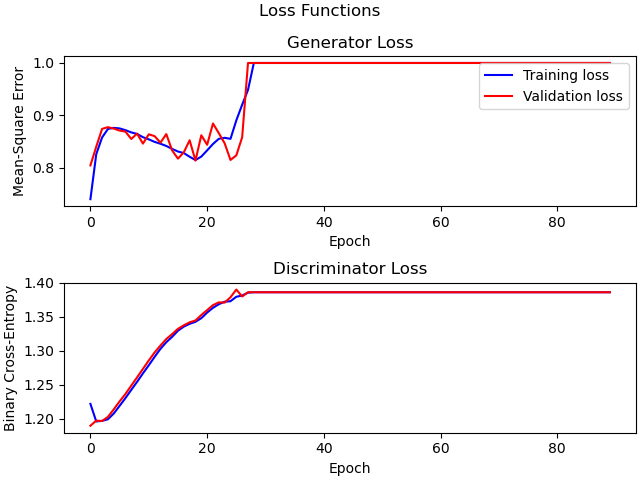 Loss Functions
Generator Loss
Mean-Square Error
1.0
0.9
0.8
Training loss
Validation loss
0
20
40
60
80
Epoch
Discriminator Loss
Binary Cross-Entropy
1.40
1.35
1.30
1.25
1.20
0
20
40
60
80
Epoch